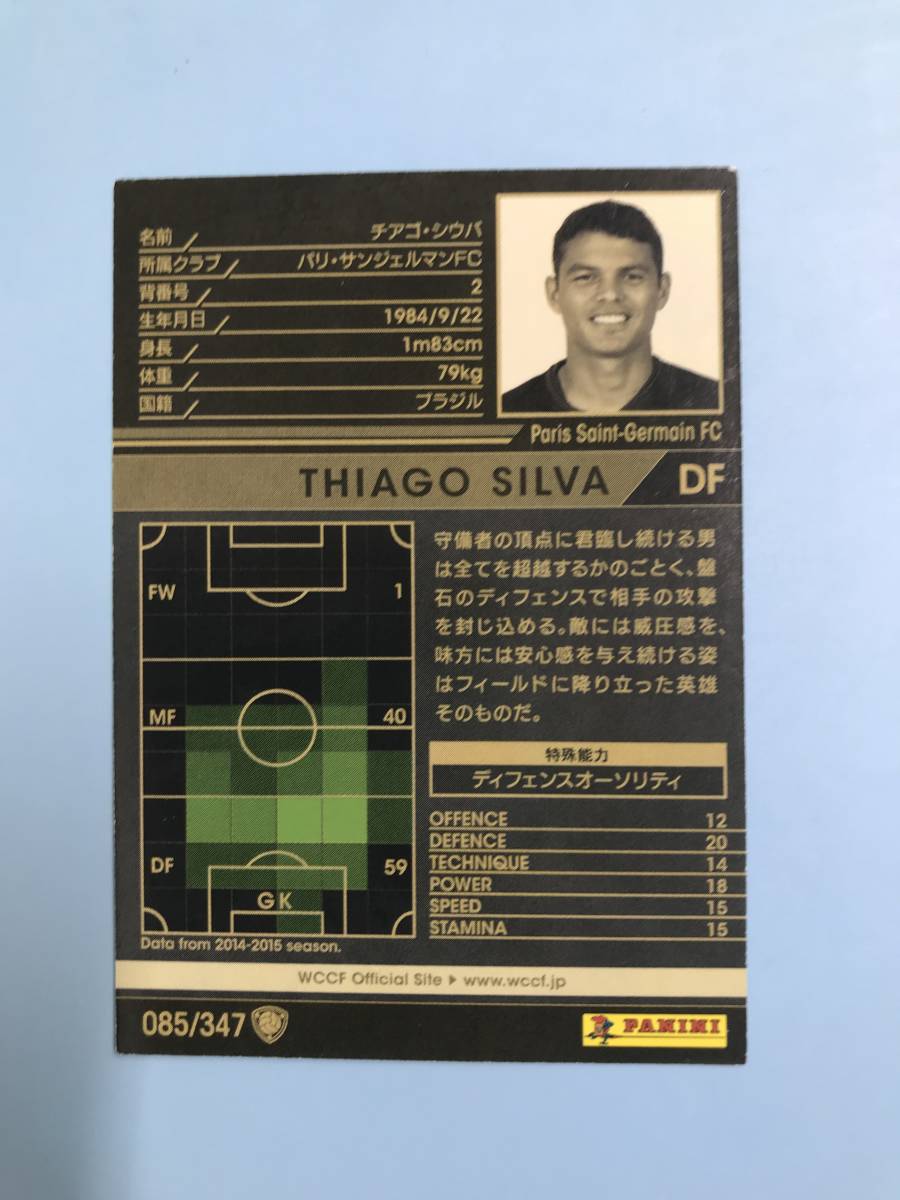 名前 チアゴ・シウバ
所属クラブ パリ・サンジェルマンFC
背番号 2
生年月日 1984/9/22
身長 1m83cm
体重 79kg
国籍 ブラジル
Paris Saint-Germain FC
THIAGO SILVA DF
FW 1
MF 40
DF 59
GK
Data from 2014-2015 season.
守備者の頂点に君臨し続ける男
は全てを超越するかのごとく、盤
石のディフェンスで相手の攻撃
を封じ込める。敵には威圧感を、
味方には安心感を与え続ける姿
はフィールドに降り立った英雄
そのものだ。
特殊能力
ディフェンスオーソリティ
OFFENCE 12
DEFENCE 20
TECHNIQUE 14
POWER 18
SPEED 15
STAMINA 15
WCCF Official Site ▶ www.wccf.jp
085/347
PANINI